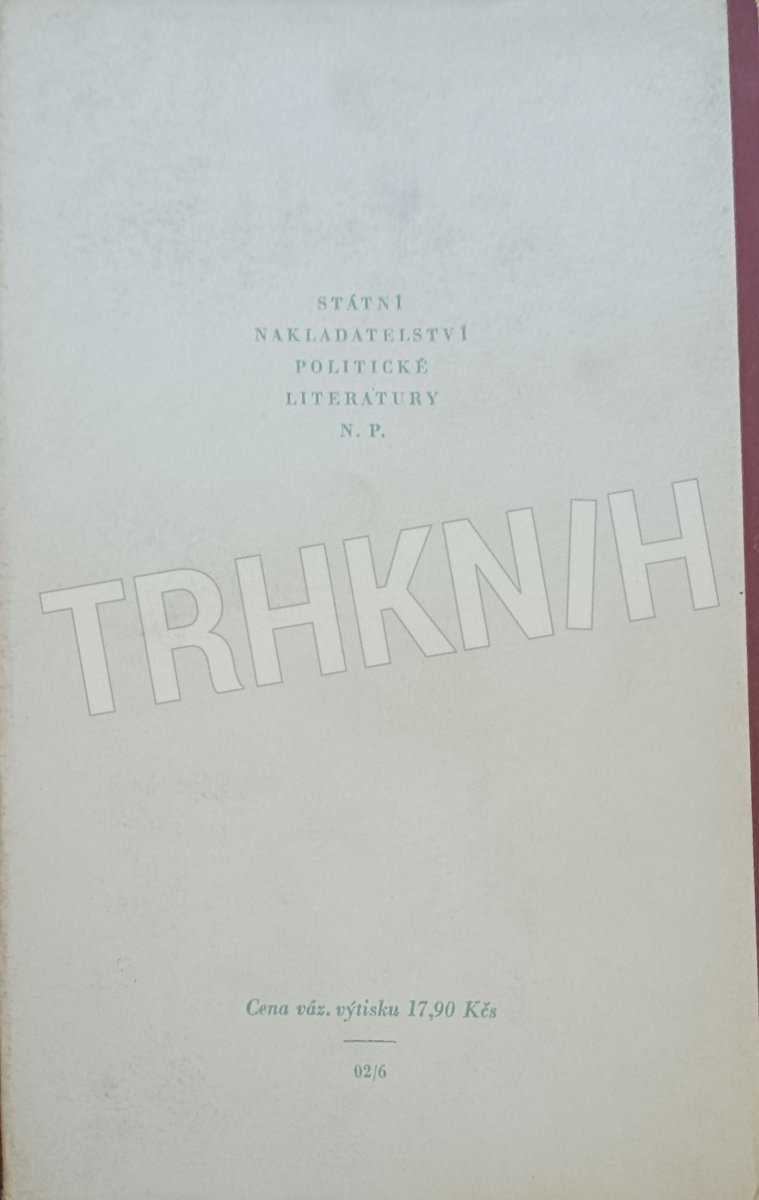 STÁTNÍ
NAKLADATELSTVÍ
POLITICKÉ
LITERATURY
N. P.
TRHKNIH
Cena váz. výtisku 17,90 Kčs
02/6